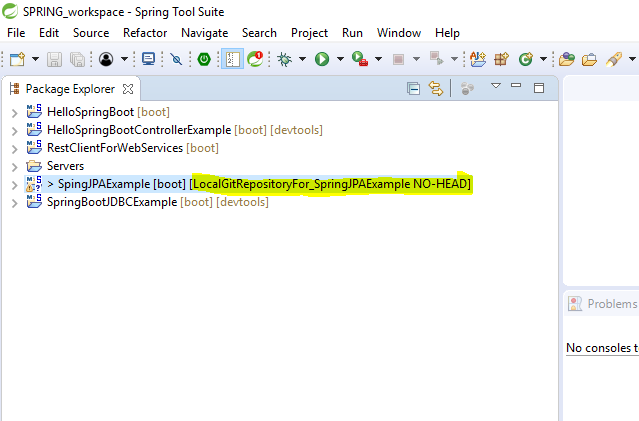 SPRING_workspace - Spring Tool Suite
File Edit Source Refactor Navigate Search Project Run Window Help
Package Explorer
HelloSpringBoot [boot]
HelloSpringBootControllerExample [boot] [devtools]
RestClientForWebServices [boot]
Servers
> SpingJPAExample [boot] [LocalGitRepositoryFor_SpringJPAExample NO-HEAD]
SpringBootJDBCExample [boot] [devtools]
Problems
No consoles t